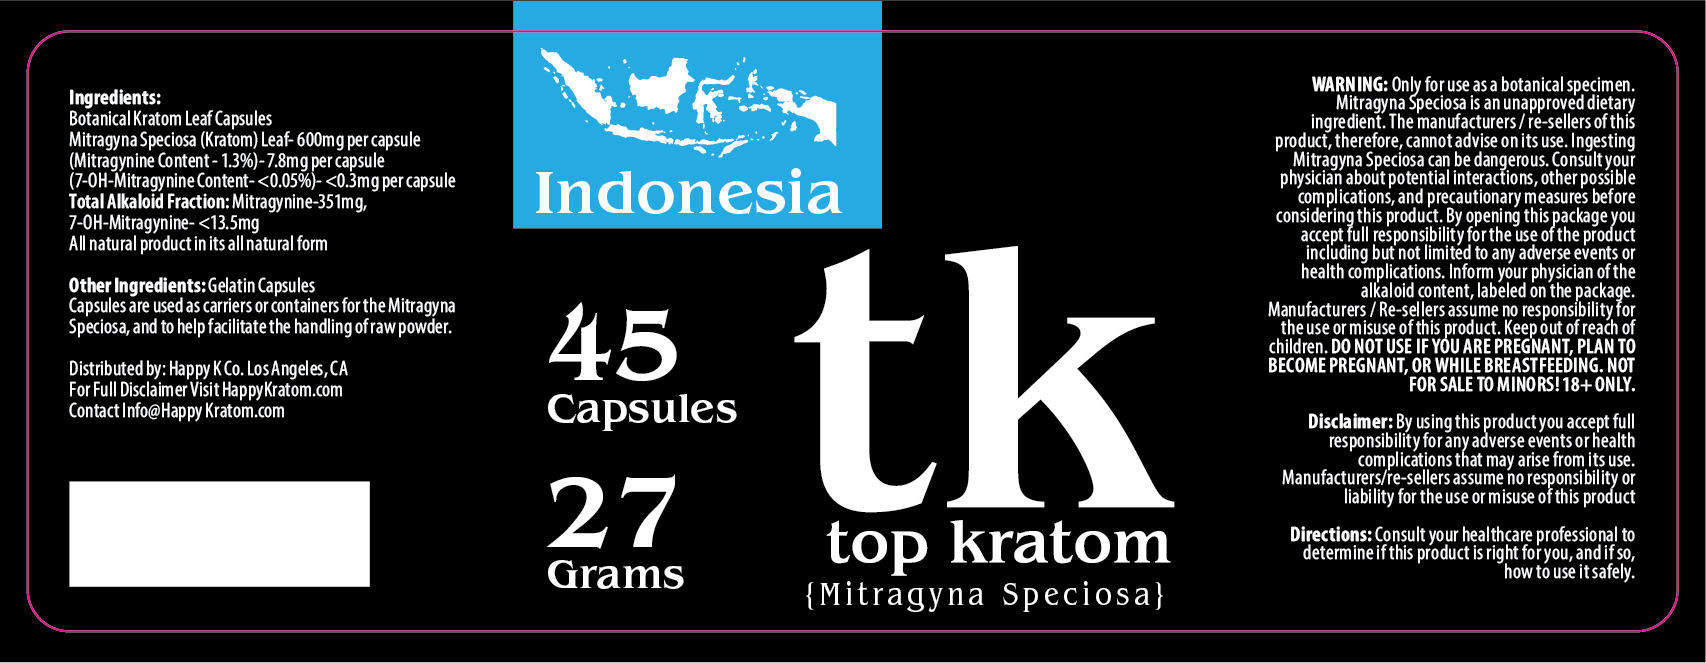 Ingredients:
Botanical Kratom Leaf Capsules
Mitragyna Speciosa (Kratom) Leaf- 600mg per capsule
(Mitragynine Content - 1.3%)- 7.8mg per capsule
(7-OH-Mitragynine Content- <0.05%)- <0.3mg per capsule
Total Alkaloid Fraction: Mitragynine-351mg,
7-OH-Mitragynine- <13.5mg
All natural product in its all natural form
Other Ingredients: Gelatin Capsules
Capsules are used as carriers or containers for the Mitragyna
Speciosa, and to help facilitate the handling of raw powder.
Distributed by: Happy K Co. Los Angeles, CA
For Full Disclaimer Visit HappyKratom.com
Contact Info@Happy Kratom.com
Indonesia
45
Capsules
27
Grams
tk
top kratom
{Mitragyna Speciosa}
WARNING: Only for use as a botanical specimen.
Mitragyna Speciosa is an unapproved dietary
ingredient. The manufacturers / re-sellers of this
product, therefore, cannot advise on its use. Ingesting
Mitragyna Speciosa can be dangerous. Consult your
physician about potential interactions, other possible
complications, and precautionary measures before
considering this product. By opening this package you
accept full responsibility for the use of the product
including but not limited to any adverse events or
health complications. Inform your physician of the
alkaloid content, labeled on the package.
Manufacturers / Re-sellers assume no responsibility for
the use or misuse of this product. Keep out of reach of
children. DO NOT USE IF YOU ARE PREGNANT, PLAN TO
BECOME PREGNANT, OR WHILE BREASTFEEDING. NOT
FOR SALE TO MINORS! 18+ ONLY.
Disclaimer: By using this product you accept full
responsibility for any adverse events or health
complications that may arise from its use.
Manufacturers/re-sellers assume no responsibility or
liability for the use or misuse of this product
Directions: Consult your healthcare professional to
determine if this product is right for you, and if so,
how to use it safely.